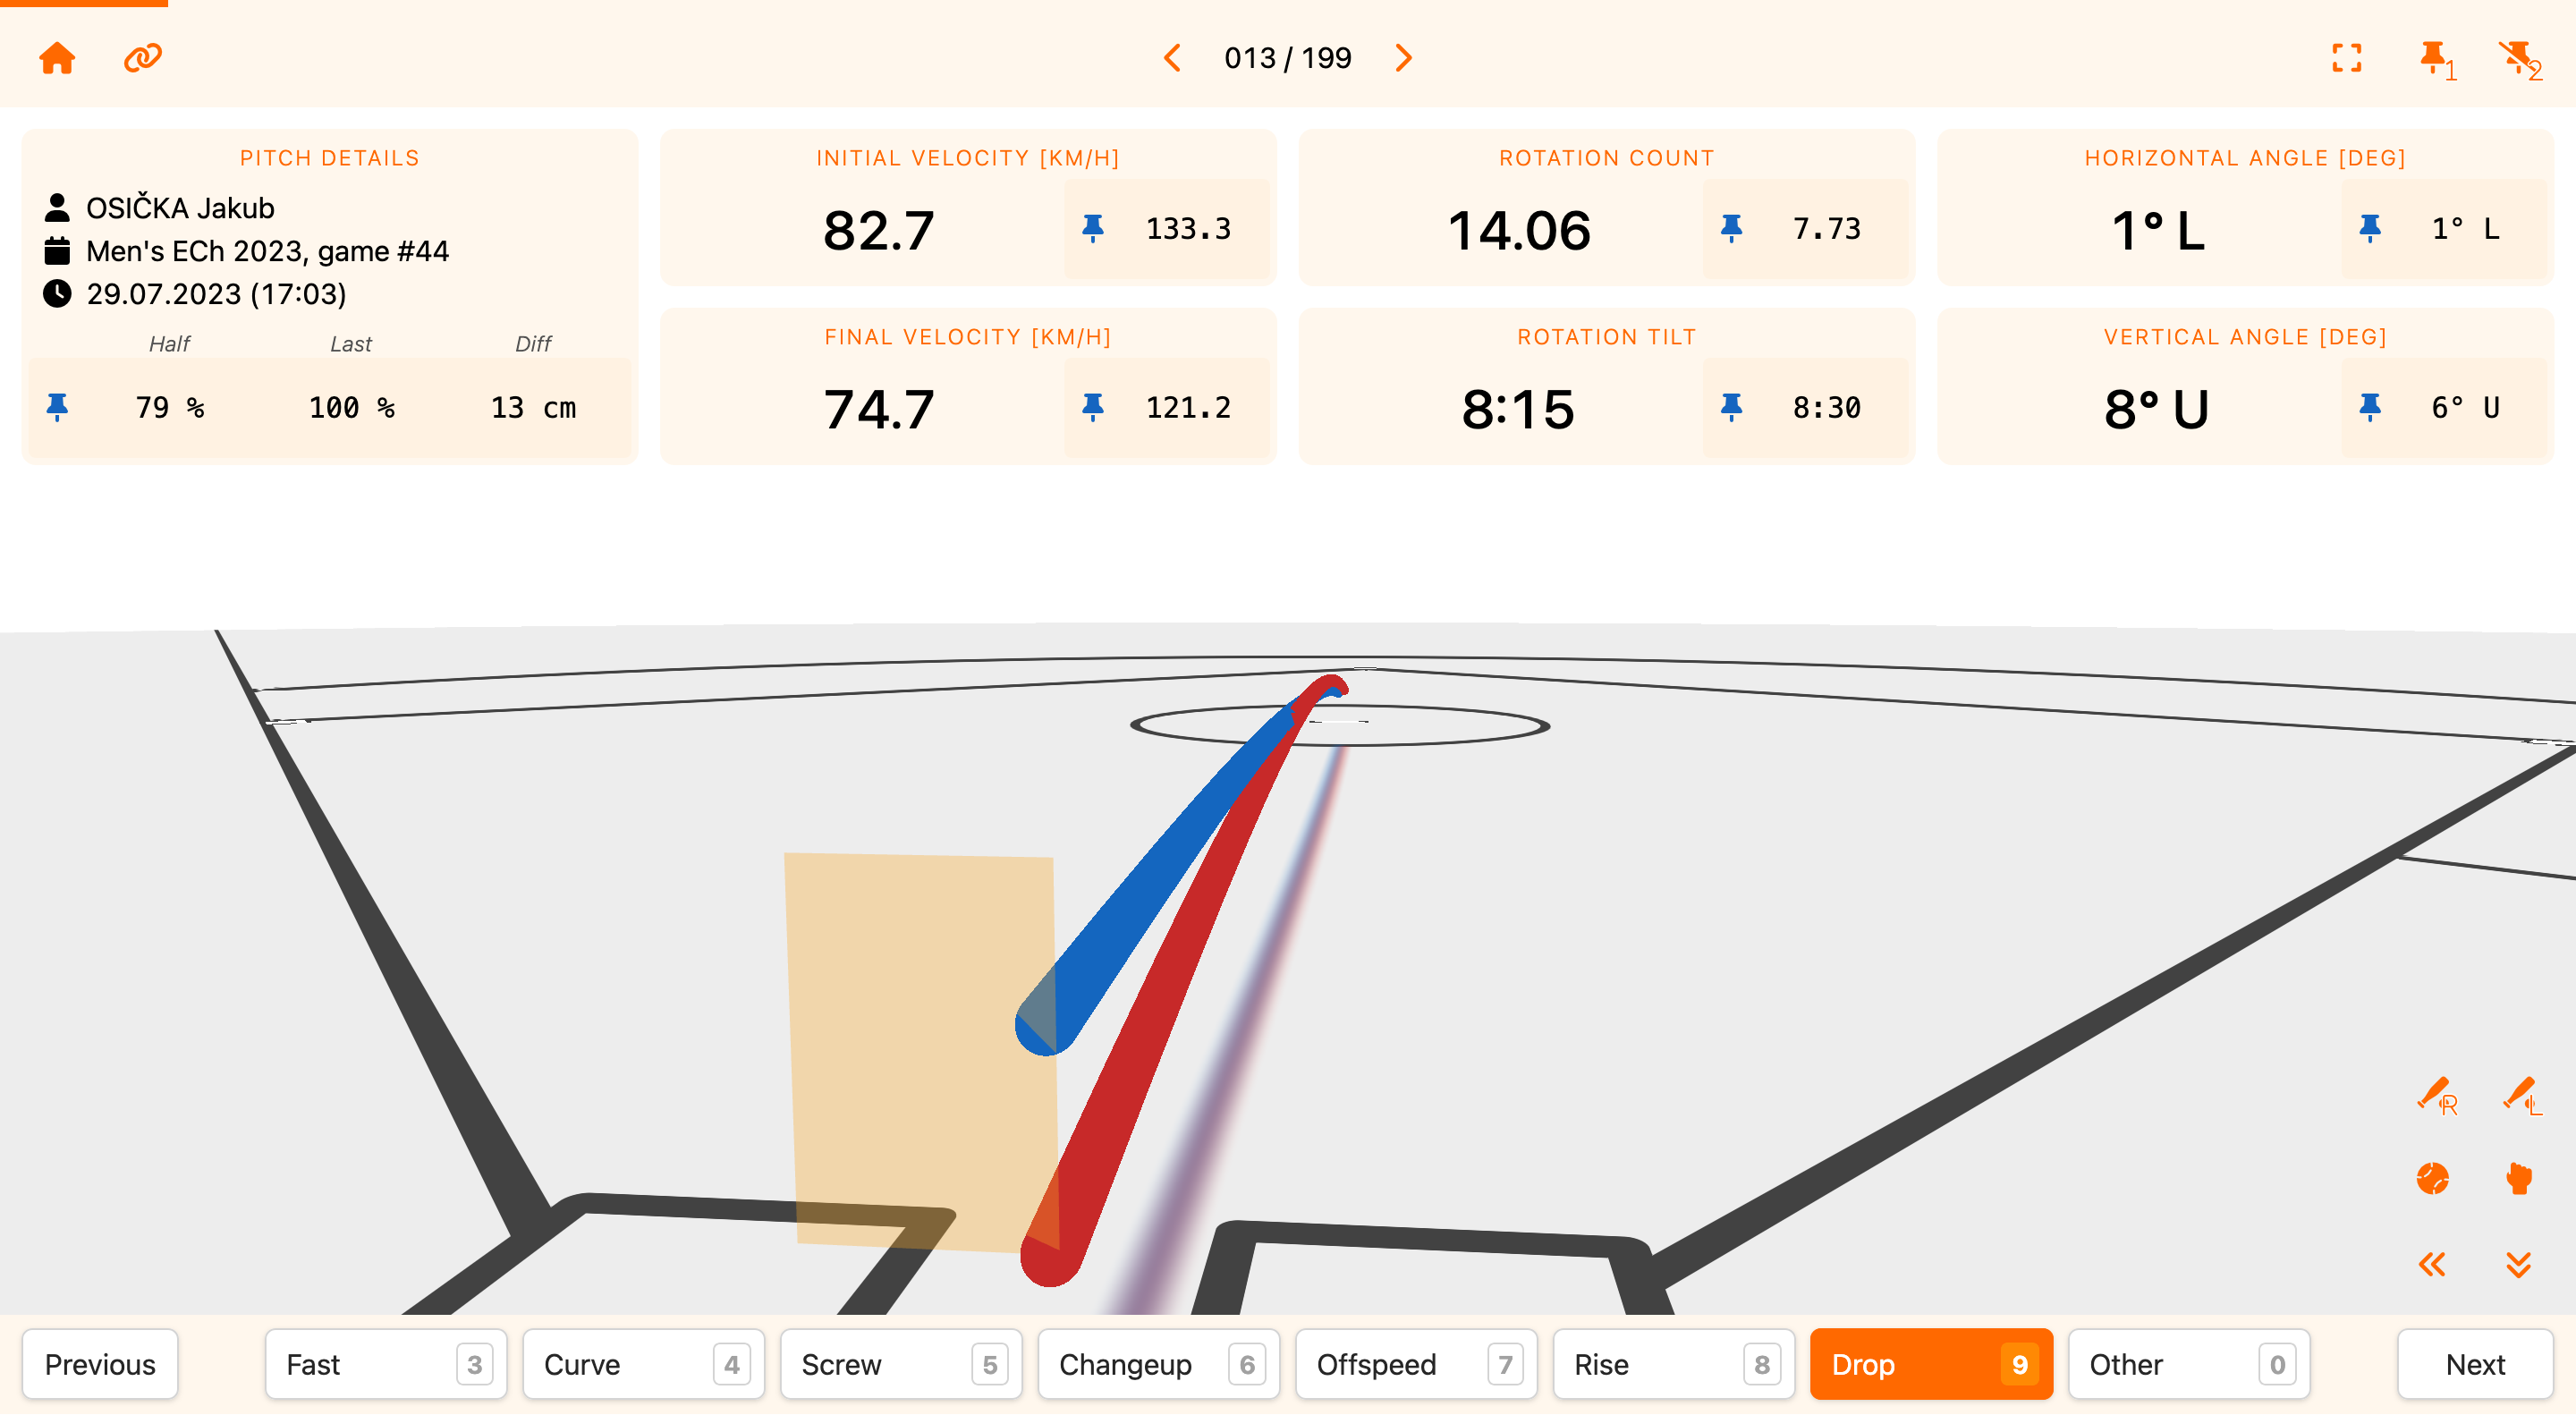 013 / 199
1
2
PITCH DETAILS
OSIČKA Jakub
Men's ECh 2023, game #44
29.07.2023 (17:03)
Half Last Diff
79 % 100 % 13 cm
INITIAL VELOCITY [KM/H]
82.7 133.3
ROTATION COUNT
14.06 7.73
HORIZONTAL ANGLE [DEG]
1° L 1° L
FINAL VELOCITY [KM/H]
74.7 121.2
ROTATION TILT
8:15 8:30
VERTICAL ANGLE [DEG]
8° U 6° U
R
L
Previous
Fast 3
Curve 4
Screw 5
Changeup 6
Offspeed 7
Rise 8
Drop 9
Other 0
Next